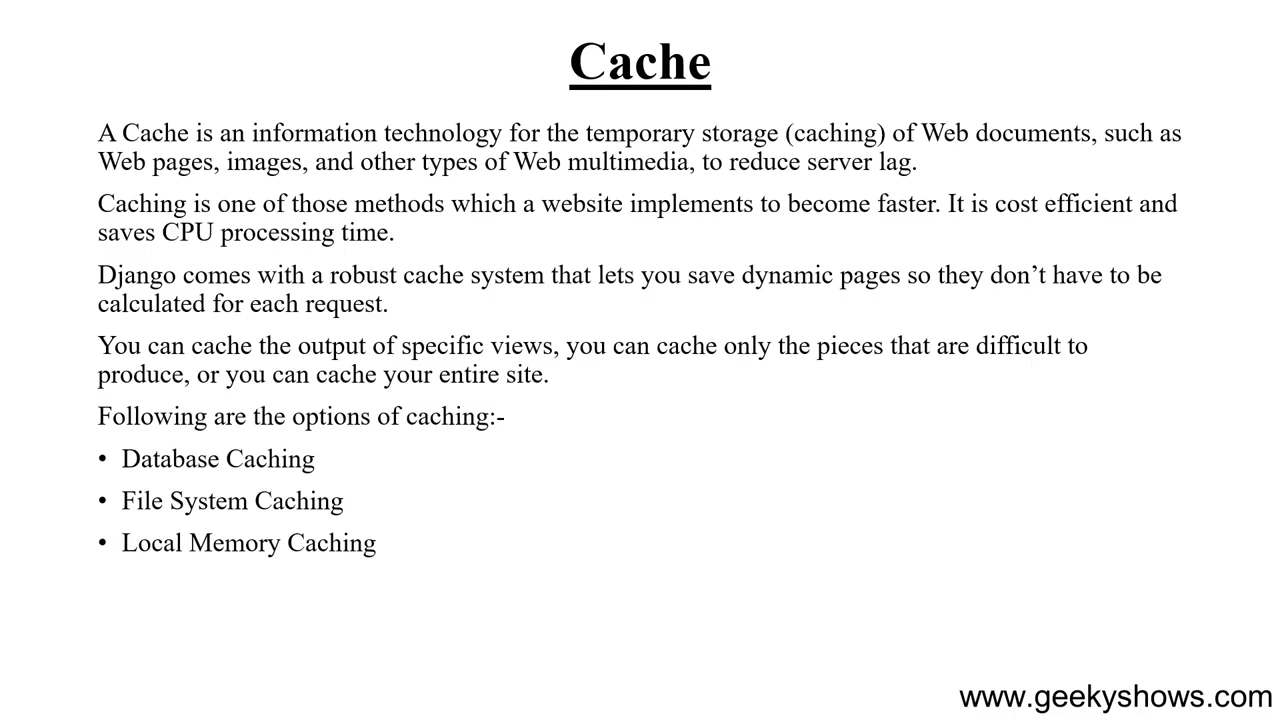 Cache
A Cache is an information technology for the temporary storage (caching) of Web documents, such as
Web pages, images, and other types of Web multimedia, to reduce server lag.
Caching is one of those methods which a website implements to become faster. It is cost efficient and
saves CPU processing time.
Django comes with a robust cache system that lets you save dynamic pages so they don’t have to be
calculated for each request.
You can cache the output of specific views, you can cache only the pieces that are difficult to
produce, or you can cache your entire site.
Following are the options of caching:-
• Database Caching
• File System Caching
• Local Memory Caching
www.geekyshows.com